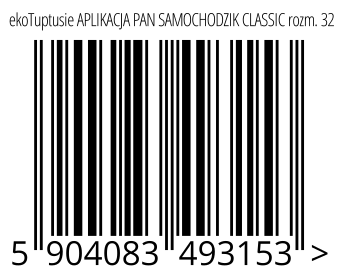 ekoTuptusie APLIKACJA PAN SAMOCHODZIK CLASSIC rozm. 32
5 904083 493153 >